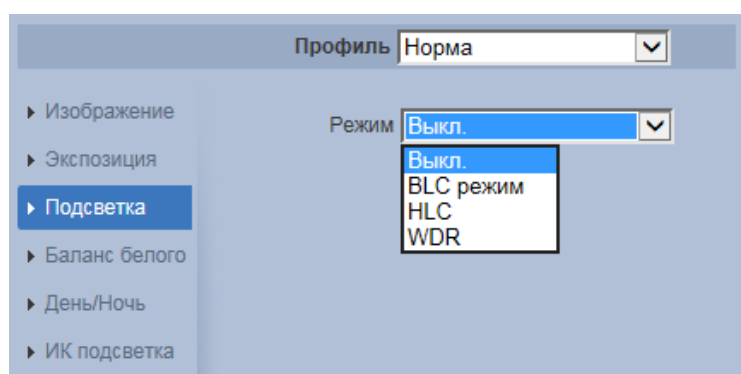 Профиль Норма
Изображение
Режим Выкл.
Экспозиция
Выкл.
BLC режим
Подсветка
HLC
WDR
Баланс белого
День/Ночь
ИК подсветка